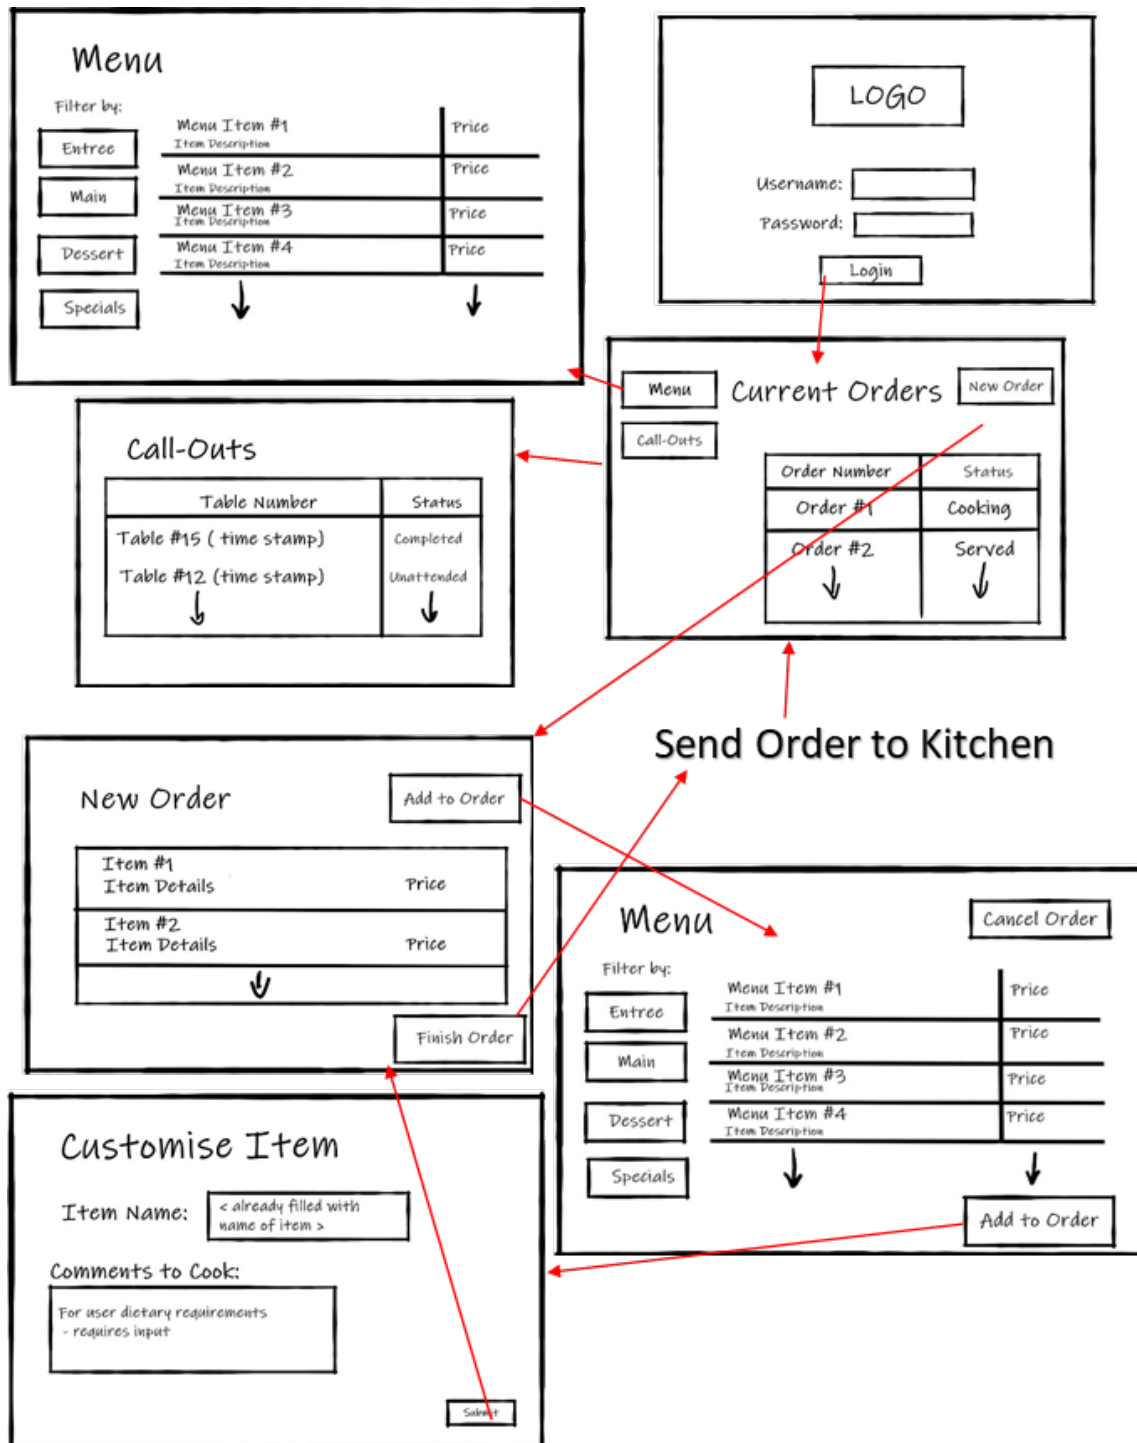 Menu
Filter by:
Entree
Main
Dessert
Specials
Menu Item #1
Item Description
Price
Menu Item #2
Item Description
Price
Menu Item #3
Item Description
Price
Menu Item #4
Item Description
Price
LOGO
Username:
Password:
Login
Menu
Call-Outs
Current Orders
New Order
Order Number Status
Order #1 Cooking
Order #2 Served
Call-Outs
Table Number Status
Table #15 ( time stamp) Completed
Table #12 (time stamp) Unattended
Send Order to Kitchen
New Order
Add to Order
Item #1
Item Details Price
Item #2
Item Details Price
Finish Order
Menu
Cancel Order
Filter by:
Entree
Main
Dessert
Specials
Menu Item #1
Item Description
Price
Menu Item #2
Item Description
Price
Menu Item #3
Item Description
Price
Menu Item #4
Item Description
Price
Add to Order
Customise Item
Item Name:
< already filled with
name of item >
Comments to Cook:
For user dietary requirements
- requires input
Submit